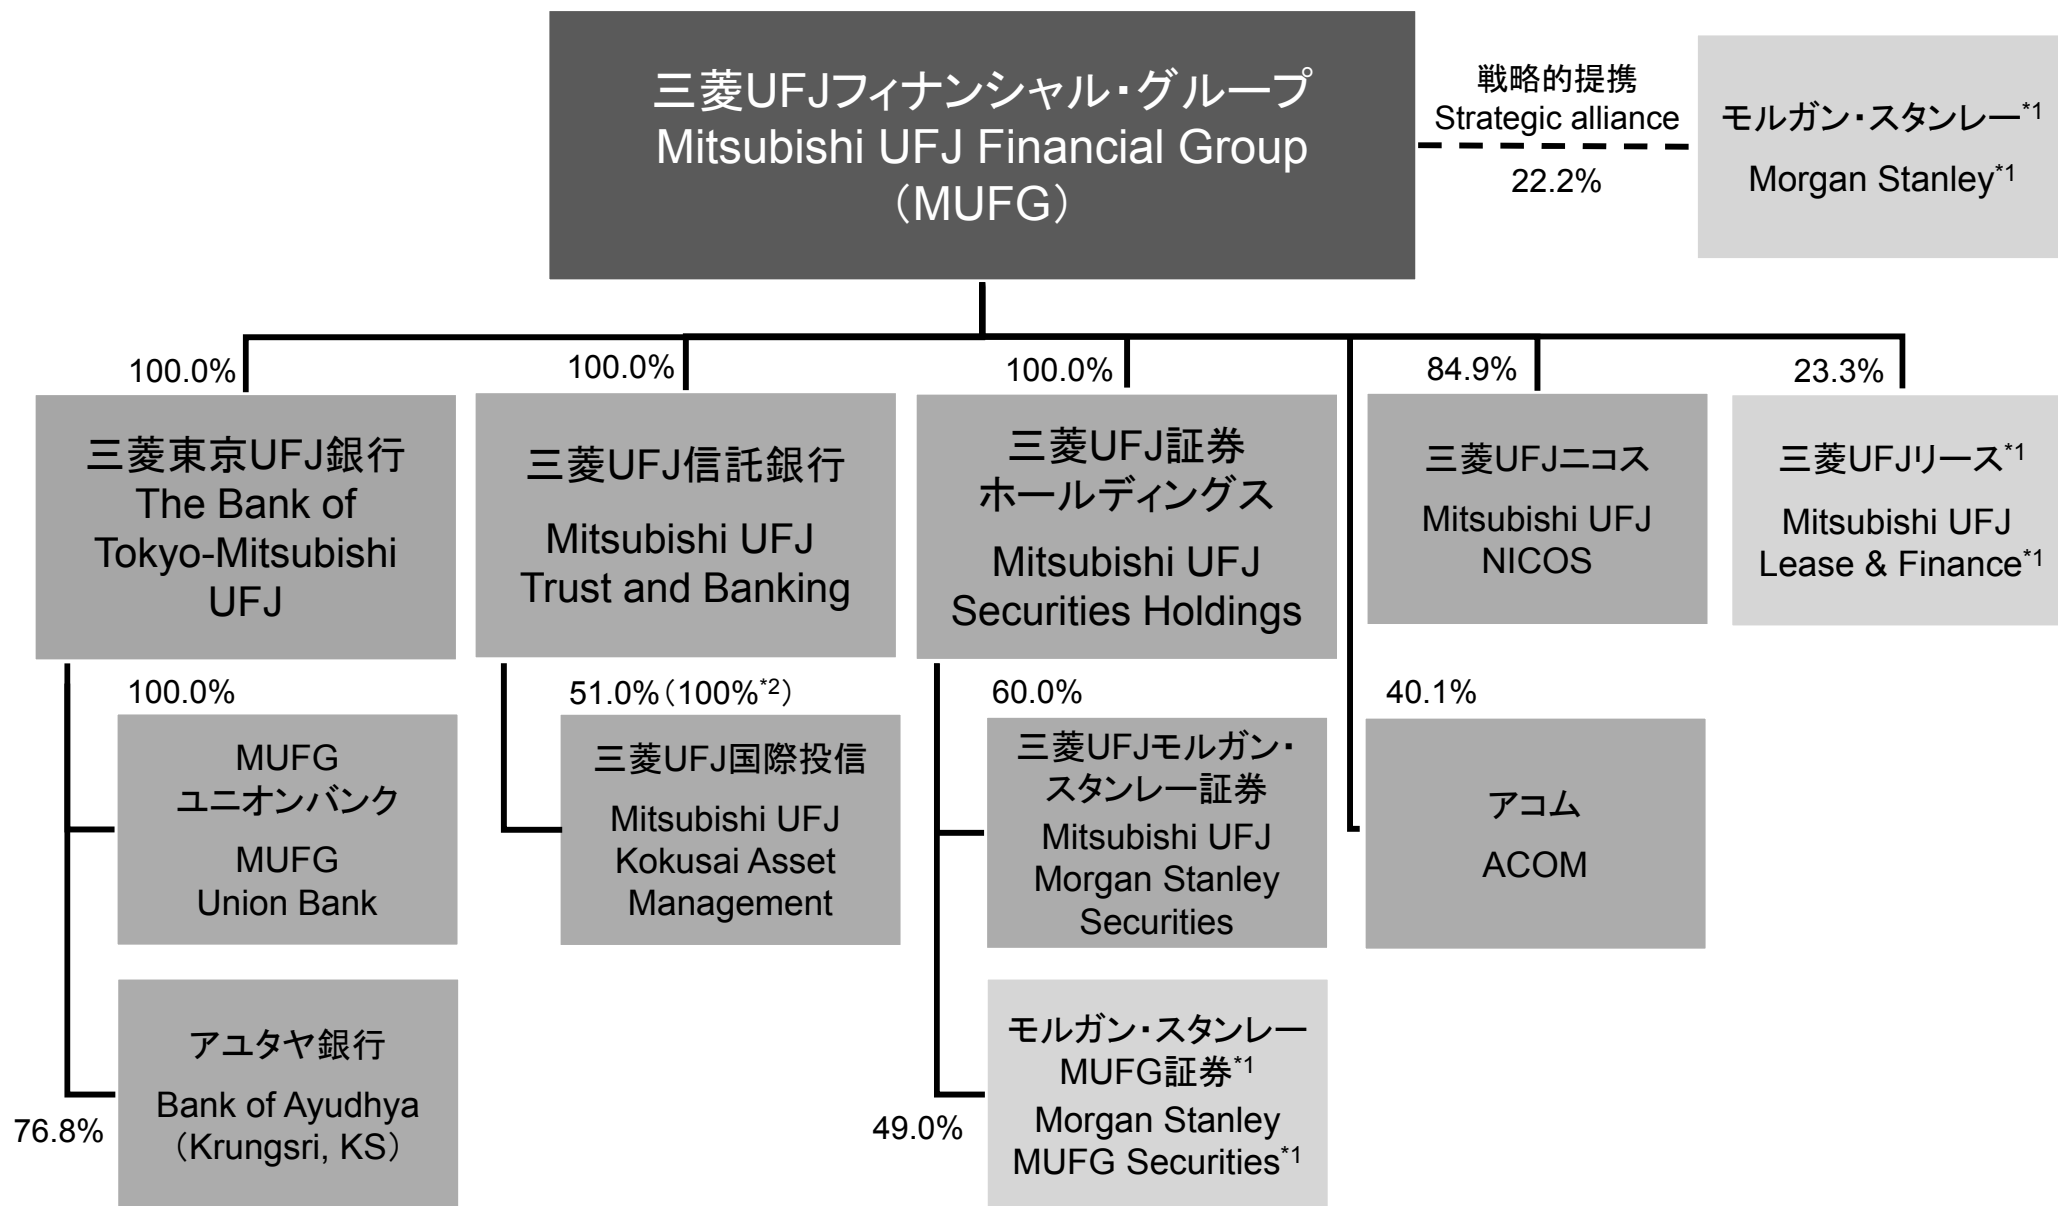 三菱UFJフィナンシャル・グループ
Mitsubishi UFJ Financial Group
（MUFG）
戦略的提携
Strategic alliance
22.2%
モルガン・スタンレー*1
Morgan Stanley*1
100.0%
三菱東京UFJ銀行
The Bank of
Tokyo-Mitsubishi
UFJ
100.0%
三菱UFJ信託銀行
Mitsubishi UFJ
Trust and Banking
100.0%
三菱UFJ証券
ホールディングス
Mitsubishi UFJ
Securities Holdings
84.9%
三菱UFJニコス
Mitsubishi UFJ
NICOS
23.3%
三菱UFJリース*1
Mitsubishi UFJ
Lease & Finance*1
100.0%
MUFG
ユニオンバンク
MUFG
Union Bank
51.0%（100%*2）
三菱UFJ国際投信
Mitsubishi UFJ
Kokusai Asset
Management
60.0%
三菱UFJモルガン・
スタンレー証券
Mitsubishi UFJ
Morgan Stanley
Securities
40.1%
アコム
ACOM
76.8%
アユタヤ銀行
Bank of Ayudhya
（Krungsri, KS）
49.0%
モルガン・スタンレー
MUFG証券*1
Morgan Stanley
MUFG Securities*1